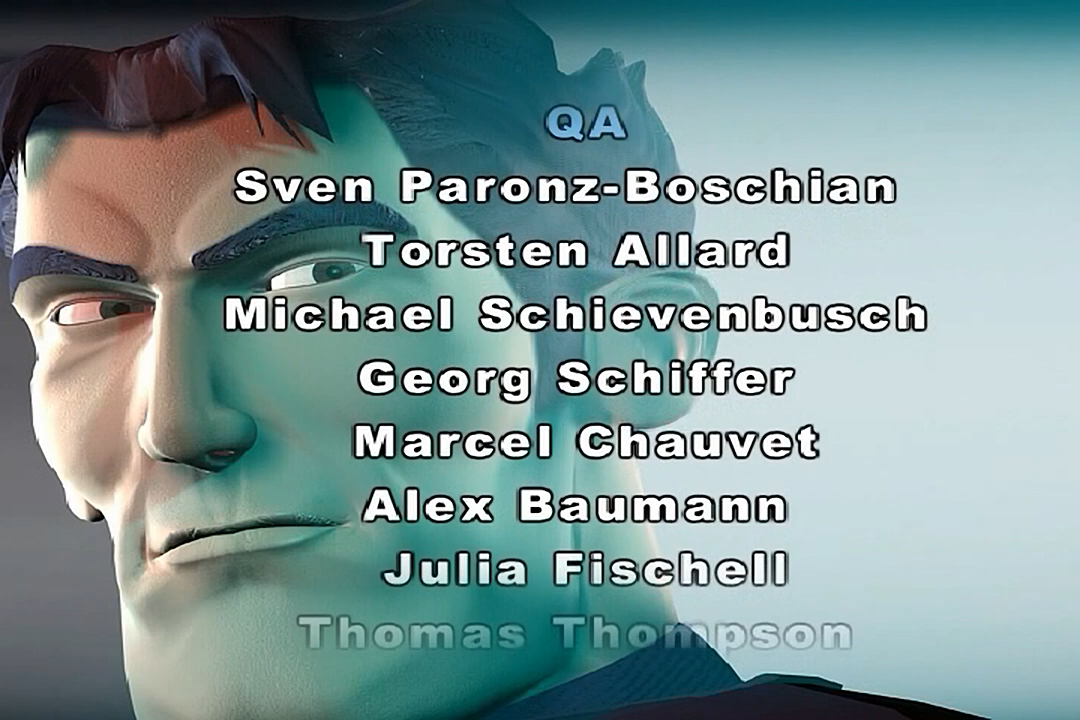 QA
Sven Paronz-Boschian
Torsten Allard
Michael Schievenbusch
Georg Schiffer
Marcel Chauvet
Alex Baumann
Julia Fischell
Thomas Thompson